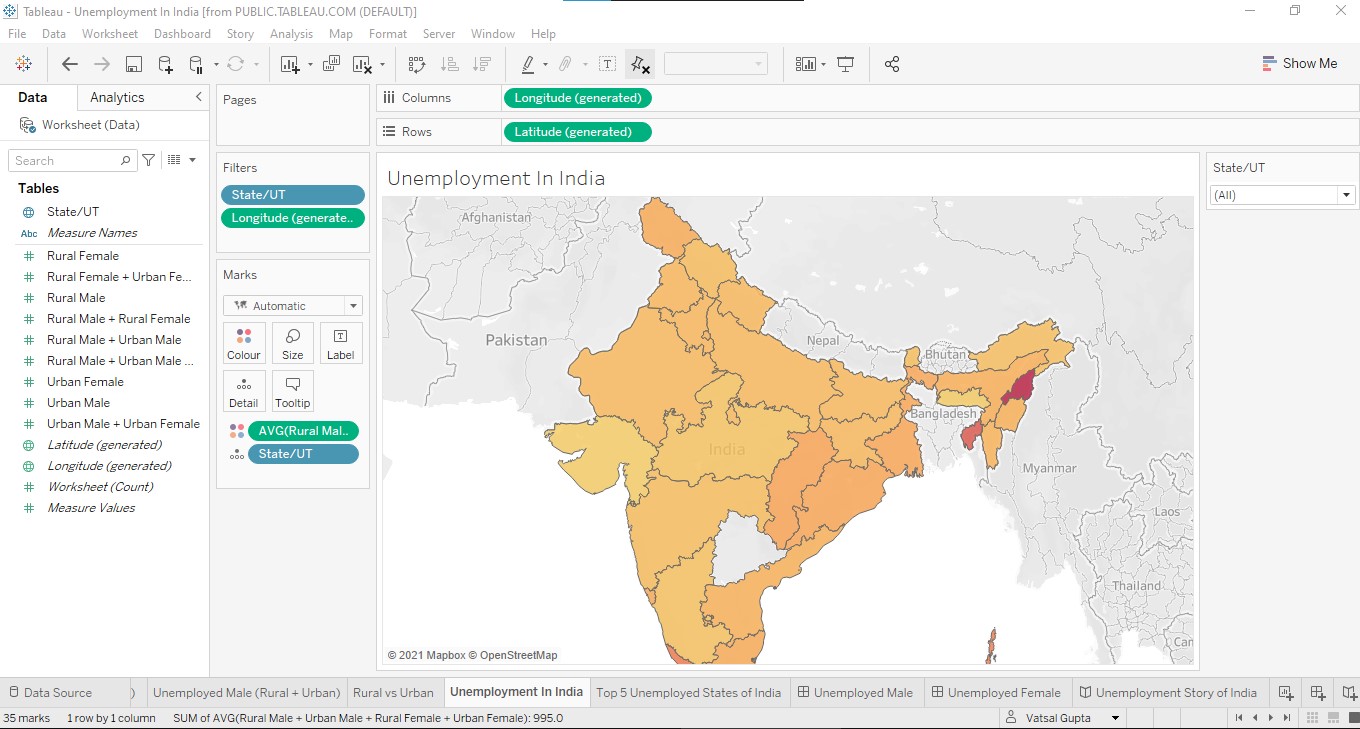 Tableau - Unemployment In India [from PUBLIC.TABLEAU.COM (DEFAULT)]
File Data Worksheet Dashboard Story Analysis Map Format Server Window Help
Show Me
Data Analytics
Pages
Columns Longitude (generated)
Worksheet (Data)
Rows Latitude (generated)
Search
Filters
Unemployment In India
State/UT
Tables
State/UT
(All)
State/UT
Longitude (generate..
Abc Measure Names
Rural Female
Rural Female + Urban Fe...
Rural Male
Rural Male + Rural Female
Rural Male + Urban Male
Rural Male + Urban Male ...
Urban Female
Urban Male
Urban Male + Urban Female
Latitude (generated)
Longitude (generated)
Worksheet (Count)
Measure Values
Marks
Automatic
Colour Size Label
Detail Tooltip
AVG(Rural Mal..
State/UT
Afghanistan
Pakistan
Nepal
Bhutan
Bangladesh
India
Myanmar
Laos
Thailand
Can
© 2021 Mapbox © OpenStreetMap
Data Source ) Unemployed Male (Rural + Urban) Rural vs Urban Unemployment In India Top 5 Unemployed States of India Unemployed Male Unemployed Female Unemployment Story of India
35 marks 1 row by 1 column SUM of AVG(Rural Male + Urban Male + Rural Female + Urban Female): 995.0 Vatsal Gupta